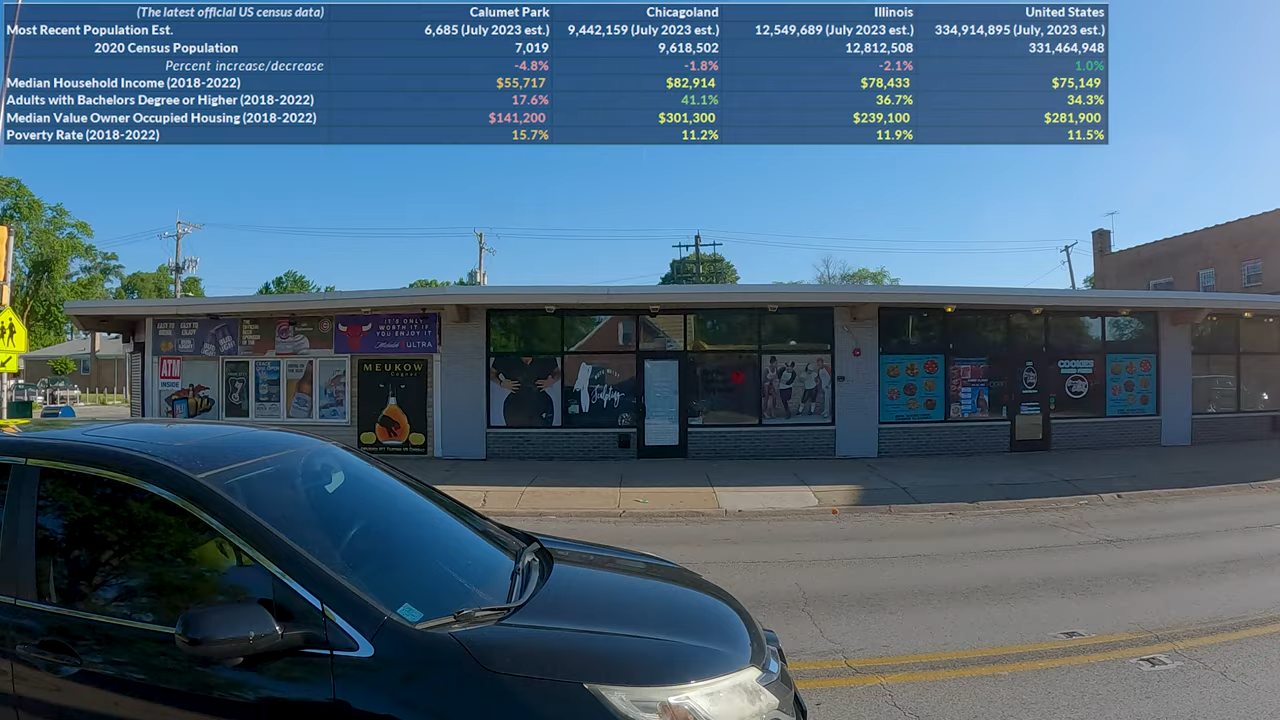 (The latest official US census data) Calumet Park Chicagoland Illinois United States
Most Recent Population Est. 6,685 (July 2023 est.) 9,442,159 (July 2023 est.) 12,549,689 (July 2023 est.) 334,914,895 (July, 2023 est.)
2020 Census Population 7,019 9,618,502 12,812,508 331,464,948
Percent increase/decrease -4.8% -1.8% -2.1% 1.0%
Median Household Income (2018-2022) $55,717 $82,914 $78,433 $75,149
Adults with Bachelors Degree or Higher (2018-2022) 17.6% 41.1% 36.7% 34.3%
Median Value Owner Occupied Housing (2018-2022) $141,200 $301,300 $239,100 $281,900
Poverty Rate (2018-2022) 15.7% 11.2% 11.9% 11.5%
EASY TO
EASY TO
ENJOY
IT'S ONLY
WORTH IT IF
YOU ENJOY IT
ULTRA
ATM
INSIDE
MEUKOW
Cognac
Sculpting
COOKIES